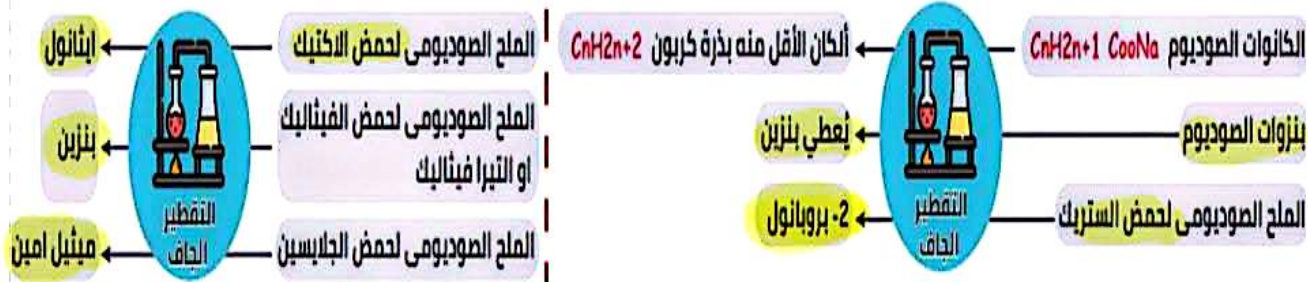 الكانوات الصوديوم CnH2n+1 CooNa
ألكان الأقل منه بذرة كربون CnH2n+2
بنزوات الصوديوم
يُعطي بنزين
الملح الصوديومى لحمض الستريك
2- بروبانول
التقطير
الجاف
الملح الصوديومى لحمض الاكتيك
ايثانول
الملح الصوديومى لحمض الفيثاليك
او التيرا فيثاليك
بنزين
الملح الصوديومى لحمض الجلايسين
ميثيل امين
التقطير
الجاف